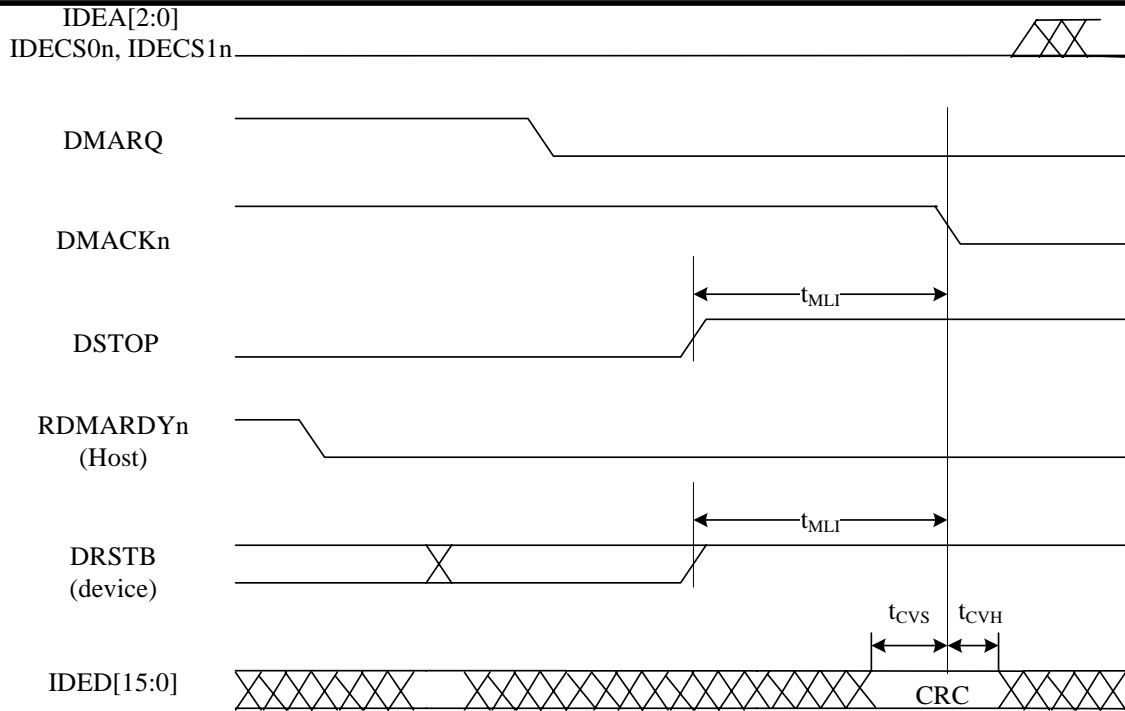 IDEA[2:0]
IDECS0n, IDECS1n
DMARQ
DMACKn
tMLI
DSTOP
RDMARDYn
(Host)
tMLI
DRSTB
(device)
tCVS tCVH
IDED[15:0]
CRC